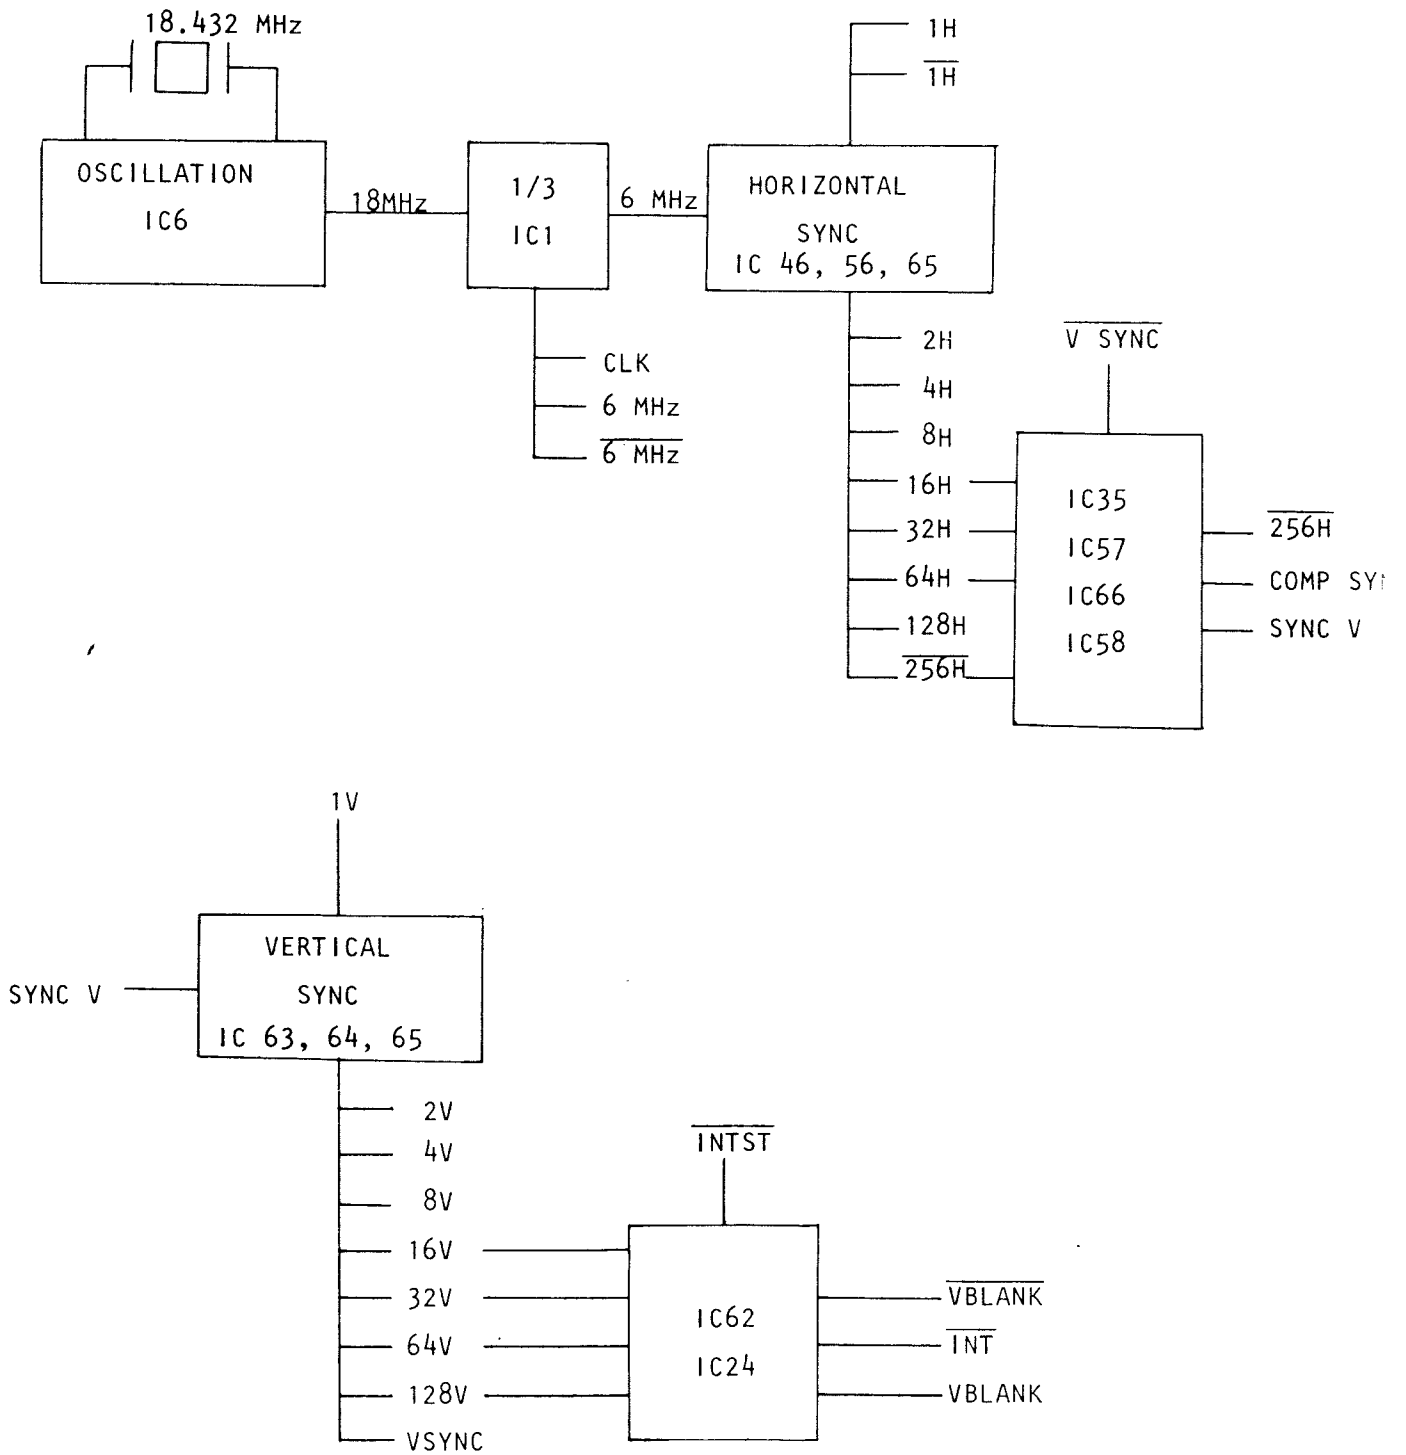 18.432 MHz
OSCILLATION
IC6
18MHz
1/3
IC1
6 MHz
CLK
6 MHz
6 MHz
1H
1H
HORIZONTAL
SYNC
IC 46, 56, 65
2H
4H
8H
16H
32H
64H
128H
256H
V SYNC
IC35
IC57
IC66
IC58
256H
COMP
SYNC V
1V
SYNC V
VERTICAL
SYNC
IC 63, 64, 65
2V
4V
8V
16V
32V
64V
128V
VSYNC
INTST
IC62
IC24
VBLANK
INT
VBLANK